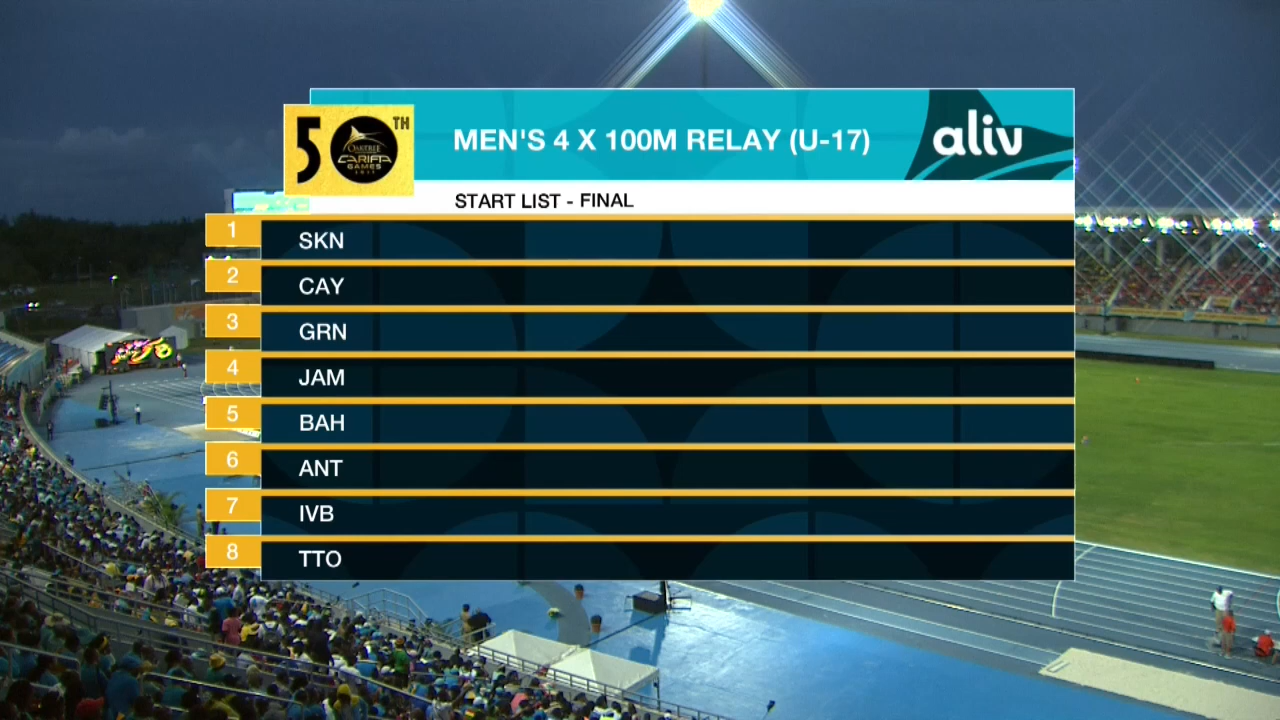 50TH
OAKTREE
CARIFTA
GAMES
MEN'S 4 X 100M RELAY (U-17)
aliv
START LIST - FINAL
1 SKN
2 CAY
3 GRN
4 JAM
5 BAH
6 ANT
7 IVB
8 TTO